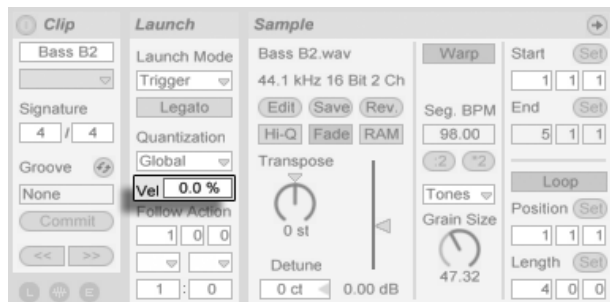 Clip
Bass B2
Signature
4 / 4
Groove
None
Commit
<< >>
L E
Launch
Launch Mode
Trigger
Legato
Quantization
Global
Vel 0.0 %
Follow Action
1 0 0
1 : 0
Sample
Bass B2.wav
44.1 kHz 16 Bit 2 Ch
Edit Save Rev.
Hi-Q Fade RAM
Transpose
0 st
Detune
0 ct 0.00 dB
Warp
Seg. BPM
98.00
:2 *2
Tones
Grain Size
47.32
Start Set
1 1 1
End Set
5 1 1
Loop
Position Set
1 1 1
Length Set
4 0 0